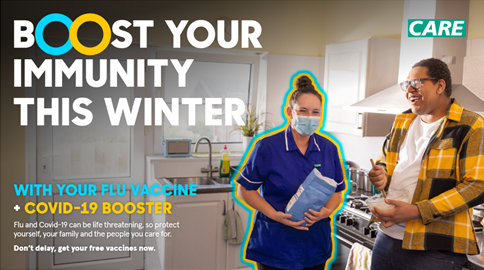 BOOST YOUR
IMMUNITY
THIS WINTER
CARE
WITH YOUR FLU VACCINE
+ COVID-19 BOOSTER
Flu and Covid-19 can be life threatening, so protect
yourself, your family and the people you care for.
Don't delay, get your free vaccines now.